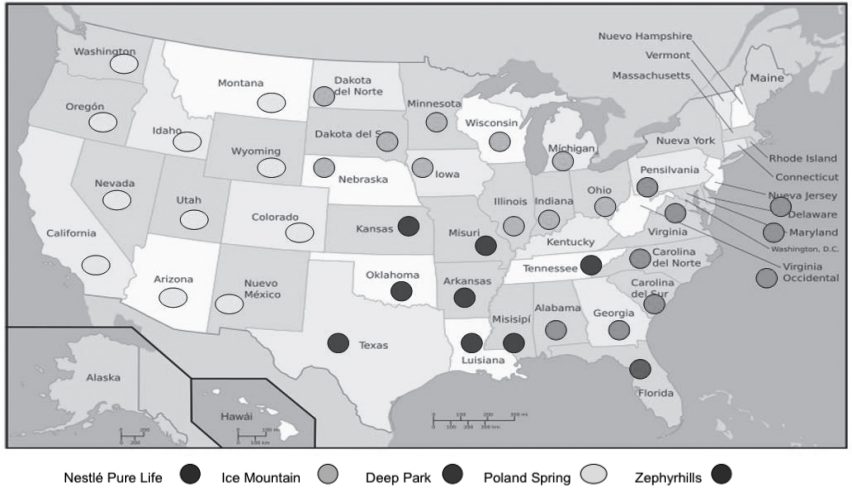 Nuevo Hampshire
Vermont
Massachusetts
Maine
Washington
Montana
Dakota
del Norte
Minnesota
Oregón
Idaho
Dakota del S
Wisconsin
Michigan
Nueva York
Wyoming
Nebraska
Iowa
Pensilvania
Rhode Island
Connecticut
Nevada
Utah
Colorado
Illinois
Indiana
Ohio
Nueva Jersey
Delaware
California
Kansas
Misuri
Kentucky
Virginia
Maryland
Washington, D.C.
Virginia
Occidental
Arizona
Nuevo
México
Oklahoma
Arkansas
Tennessee
Carolina
del Norte
Carolina
del Sur
Texas
Luisiana
Misisipí
Alabama
Georgia
Florida
Alaska
Hawái
Nestlé Pure Life
Ice Mountain
Deep Park
Poland Spring
Zephyrhills